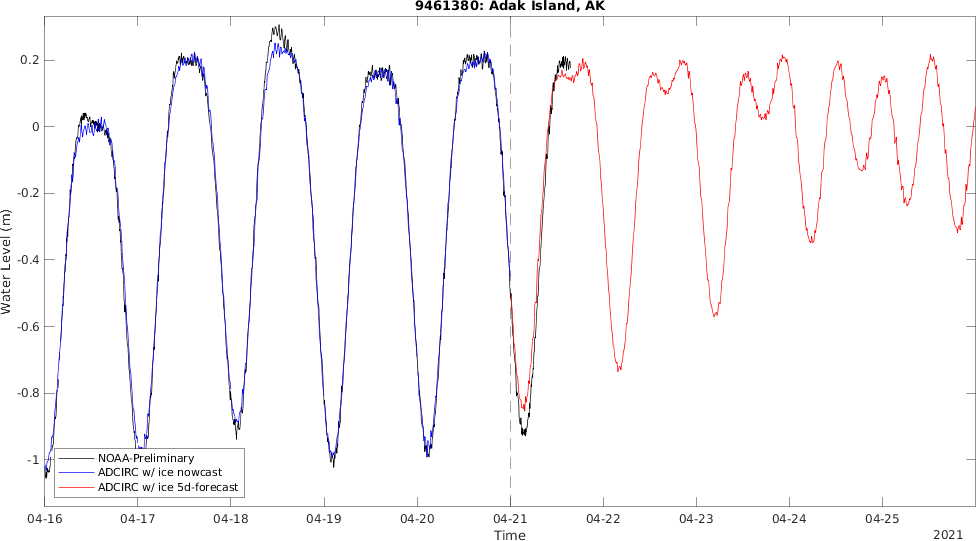 9461380: Adak Island, AK
0.2
0
-0.2
-0.4
-0.6
-0.8
-1
Water Level (m)
NOAA-Preliminary
ADCIRC w/ ice nowcast
ADCIRC w/ ice 5d-forecast
04-16 04-17 04-18 04-19 04-20 04-21 04-22 04-23 04-24 04-25
Time
2021